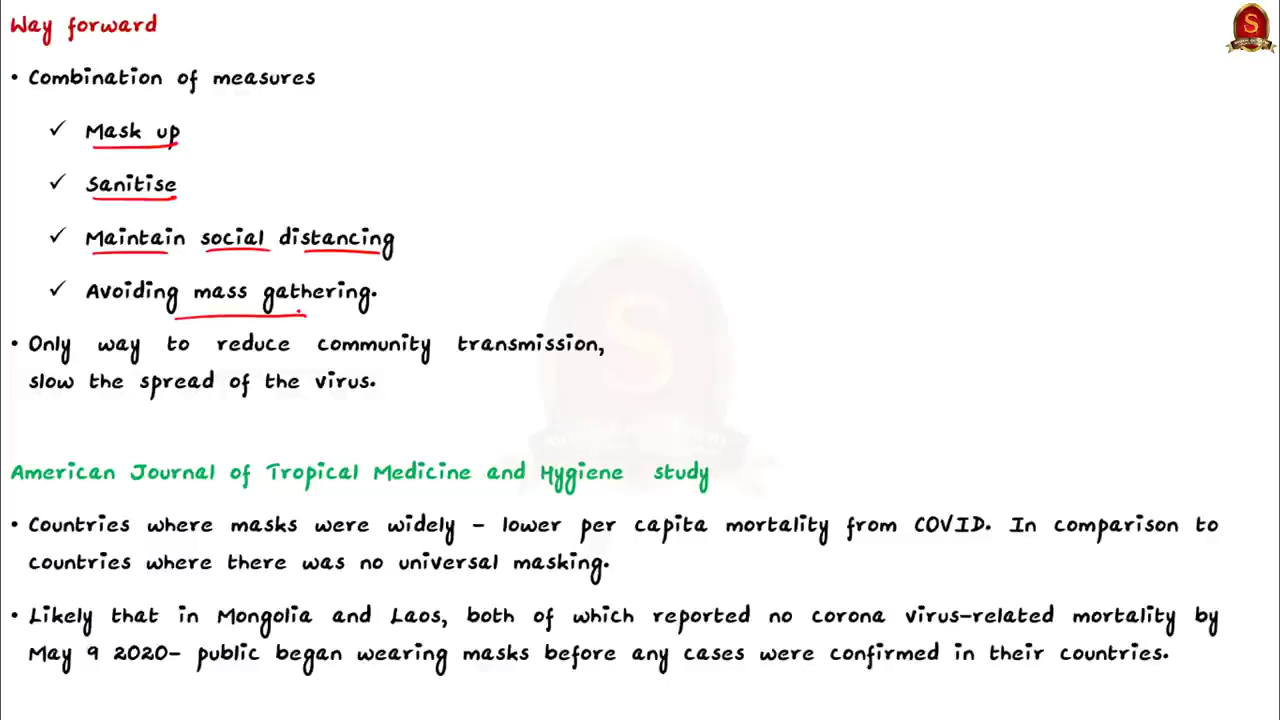 Way forward
S
• Combination of measures
✓ Mask up
✓ Sanitise
✓ Maintain social distancing
✓ Avoiding mass gathering.
• Only way to reduce community transmission,
slow the spread of the virus.
American Journal of Tropical Medicine and Hygiene study
• Countries where masks were widely - lower per capita mortality from COVID. In comparison to
countries where there was no universal masking.
• Likely that in Mongolia and Laos, both of which reported no corona virus-related mortality by
May 9 2020- public began wearing masks before any cases were confirmed in their countries.